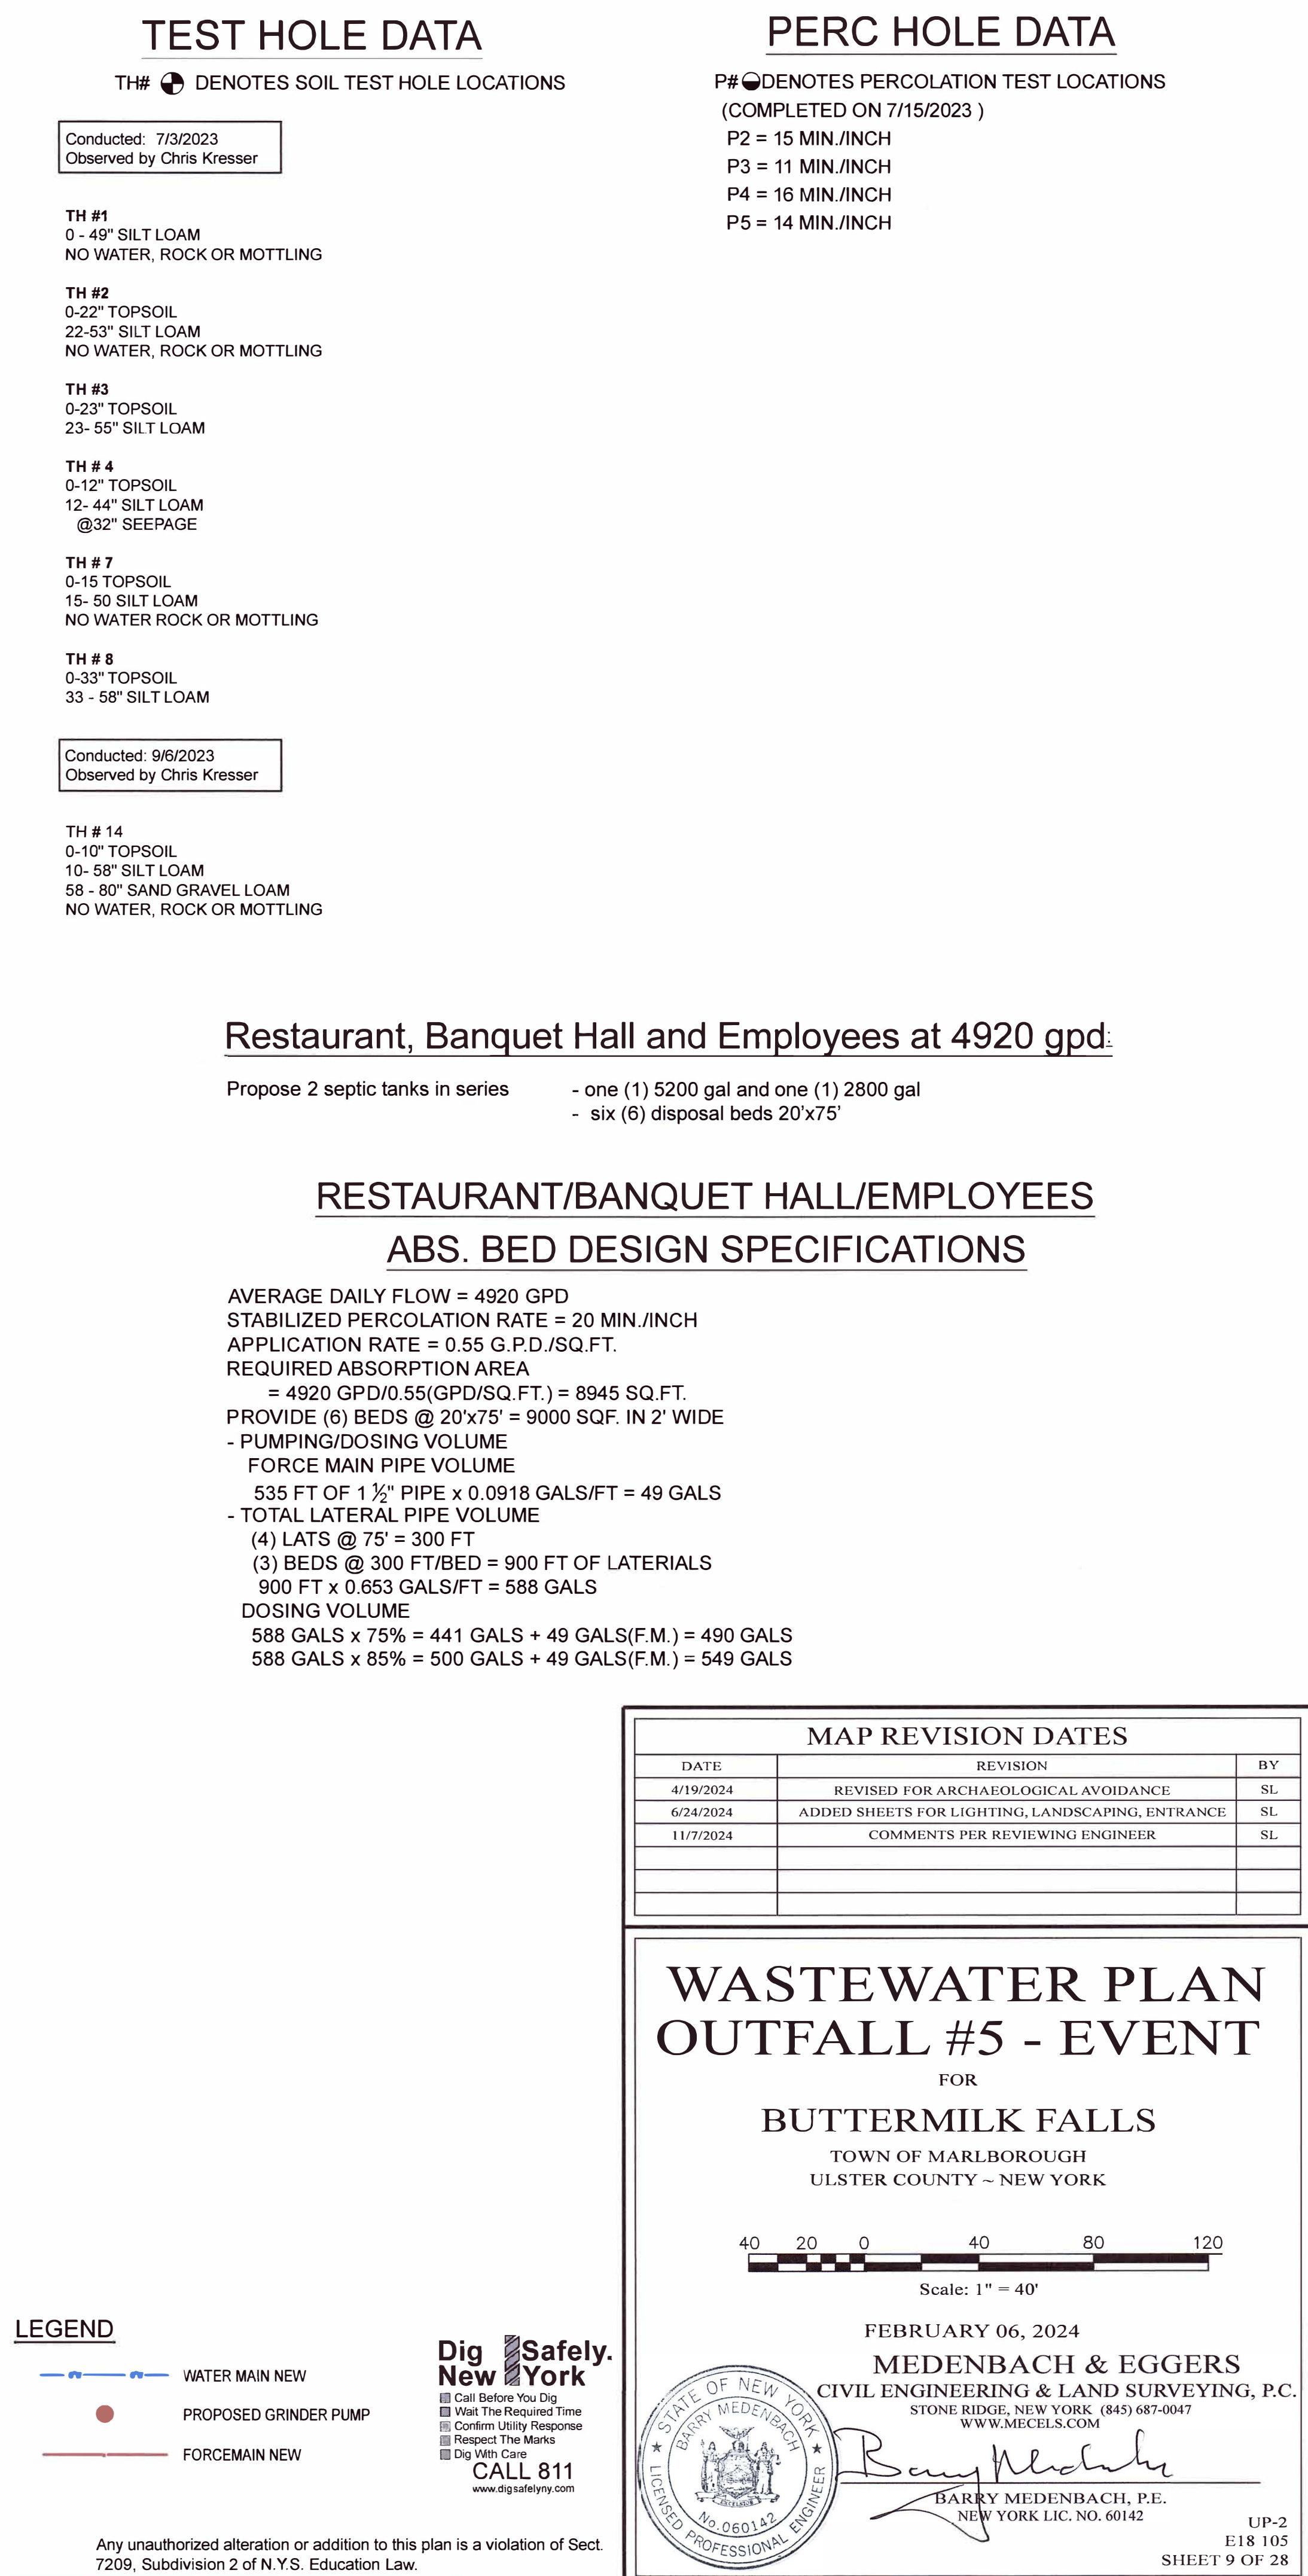 TEST HOLE DATA
TH# DENOTES SOIL TEST HOLE LOCATIONS
Conducted: 7/3/2023
Observed by Chris Kresser
TH #1
0 - 49" SILT LOAM
NO WATER, ROCK OR MOTTLING
TH #2
0-22" TOPSOIL
22-53" SILT LOAM
NO WATER, ROCK OR MOTTLING
TH #3
0-23" TOPSOIL
23- 55" SILT LOAM
TH # 4
0-12" TOPSOIL
12- 44" SILT LOAM
@32" SEEPAGE
TH # 7
0-15 TOPSOIL
15- 50 SILT LOAM
NO WATER ROCK OR MOTTLING
TH # 8
0-33" TOPSOIL
33 - 58" SILT LOAM
Conducted: 9/6/2023
Observed by Chris Kresser
TH # 14
0-10" TOPSOIL
10- 58" SILT LOAM
58 - 80" SAND GRAVEL LOAM
NO WATER, ROCK OR MOTTLING
PERC HOLE DATA
P# DENOTES PERCOLATION TEST LOCATIONS
(COMPLETED ON 7/15/2023 )
P2 = 15 MIN./INCH
P3 = 11 MIN./INCH
P4 = 16 MIN./INCH
P5 = 14 MIN./INCH
Restaurant, Banquet Hall and Employees at 4920 gpd:
Propose 2 septic tanks in series - one (1) 5200 gal and one (1) 2800 gal
- six (6) disposal beds 20'x75'
RESTAURANT/BANQUET HALL/EMPLOYEES
ABS. BED DESIGN SPECIFICATIONS
AVERAGE DAILY FLOW = 4920 GPD
STABILIZED PERCOLATION RATE = 20 MIN./INCH
APPLICATION RATE = 0.55 G.P.D./SQ.FT.
REQUIRED ABSORPTION AREA
= 4920 GPD/0.55(GPD/SQ.FT.) = 8945 SQ.FT.
PROVIDE (6) BEDS @ 20'x75' = 9000 SQF. IN 2' WIDE
- PUMPING/DOSING VOLUME
FORCE MAIN PIPE VOLUME
535 FT OF 1 ½" PIPE x 0.0918 GALS/FT = 49 GALS
- TOTAL LATERAL PIPE VOLUME
(4) LATS @ 75' = 300 FT
(3) BEDS @ 300 FT/BED = 900 FT OF LATERIALS
900 FT x 0.653 GALS/FT = 588 GALS
DOSING VOLUME
588 GALS x 75% = 441 GALS + 49 GALS(F.M.) = 490 GALS
588 GALS x 85% = 500 GALS + 49 GALS(F.M.) = 549 GALS
MAP REVISION DATES
DATE REVISION BY
4/19/2024 REVISED FOR ARCHAEOLOGICAL AVOIDANCE SL
6/24/2024 ADDED SHEETS FOR LIGHTING, LANDSCAPING, ENTRANCE SL
11/7/2024 COMMENTS PER REVIEWING ENGINEER SL
WASTEWATER PLAN
OUTFALL #5 - EVENT
FOR
BUTTERMILK FALLS
TOWN OF MARLBOROUGH
ULSTER COUNTY ~ NEW YORK
40 20 0 40 80 120
Scale: 1" = 40'
FEBRUARY 06, 2024
MEDENBACH & EGGERS
CIVIL ENGINEERING & LAND SURVEYING, P.C.
STONE RIDGE, NEW YORK (845) 687-0047
WWW.MECELS.COM
Barry Medenbach
BARRY MEDENBACH, P.E.
NEW YORK LIC. NO. 60142
STATE OF NEW YORK
BARRY MEDENBACH
EXCELSIOR
No. 060142
LICENSED PROFESSIONAL ENGINEER
UP-2
E18 105
SHEET 9 OF 28
LEGEND
WATER MAIN NEW
PROPOSED GRINDER PUMP
FORCEMAIN NEW
Dig Safely.
New York
Call Before You Dig
Wait The Required Time
Confirm Utility Response
Respect The Marks
Dig With Care
CALL 811
www.digsafelyny.com
Any unauthorized alteration or addition to this plan is a violation of Sect.
7209, Subdivision 2 of N.Y.S. Education Law.